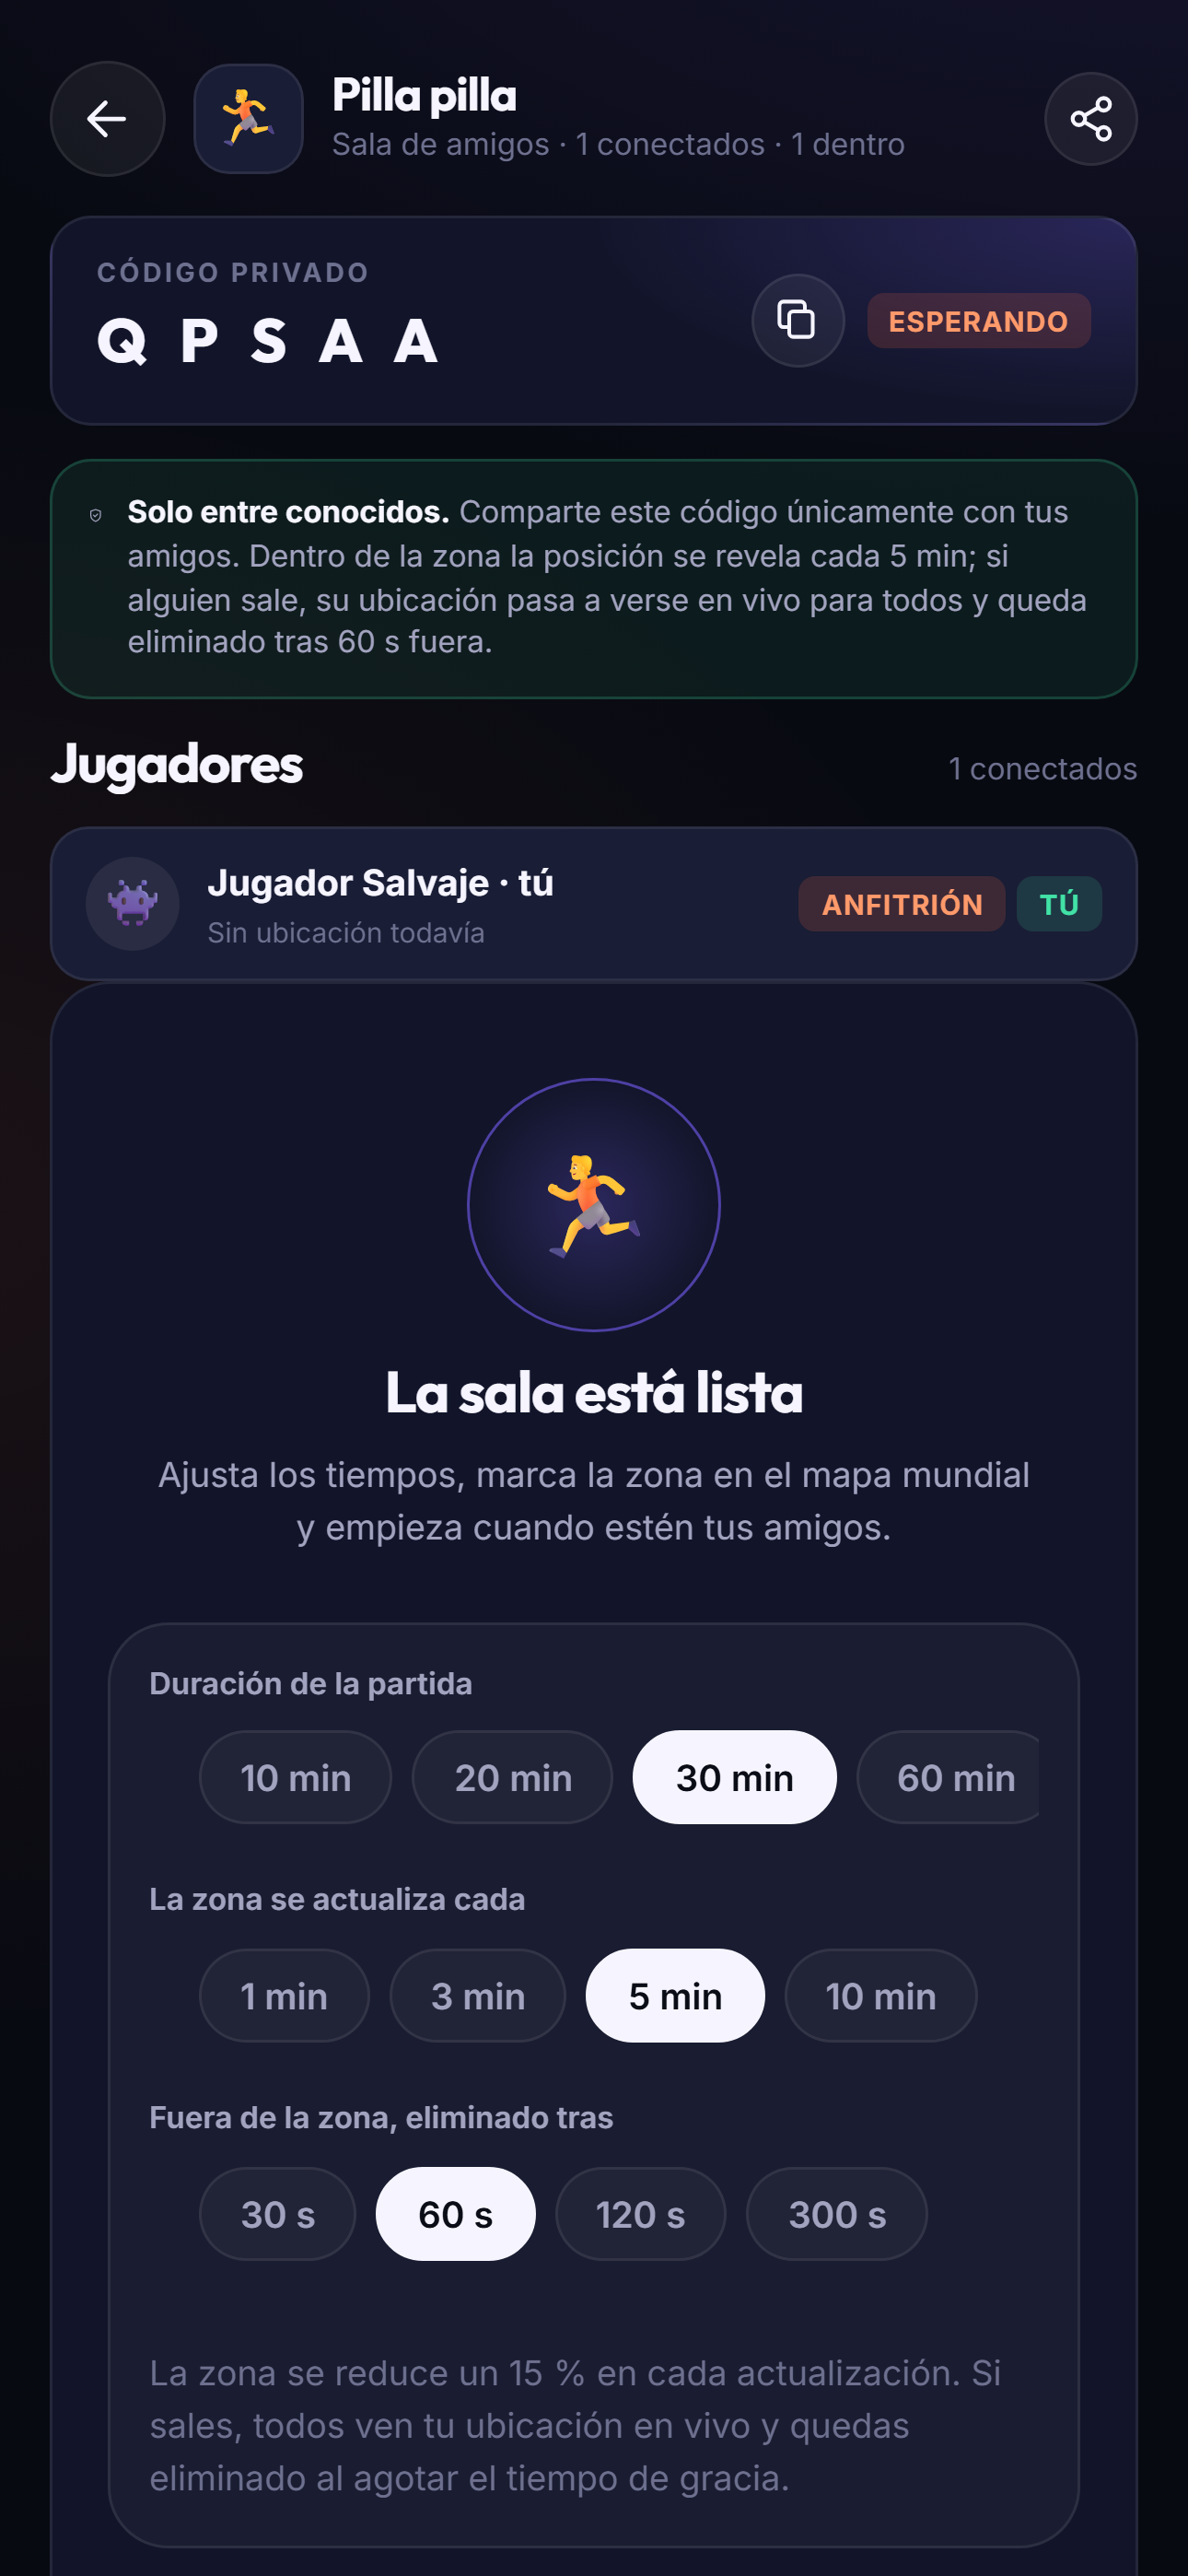 Pilla pilla
Sala de amigos · 1 conectados · 1 dentro
CÓDIGO PRIVADO
Q P S A A
ESPERANDO
Solo entre conocidos. Comparte este código únicamente con tus
amigos. Dentro de la zona la posición se revela cada 5 min; si
alguien sale, su ubicación pasa a verse en vivo para todos y queda
eliminado tras 60 s fuera.
Jugadores
1 conectados
Jugador Salvaje · tú
Sin ubicación todavía
ANFITRIÓN
TÚ
La sala está lista
Ajusta los tiempos, marca la zona en el mapa mundial
y empieza cuando estén tus amigos.
Duración de la partida
10 min
20 min
30 min
60 min
La zona se actualiza cada
1 min
3 min
5 min
10 min
Fuera de la zona, eliminado tras
30 s
60 s
120 s
300 s
La zona se reduce un 15 % en cada actualización. Si
sales, todos ven tu ubicación en vivo y quedas
eliminado al agotar el tiempo de gracia.